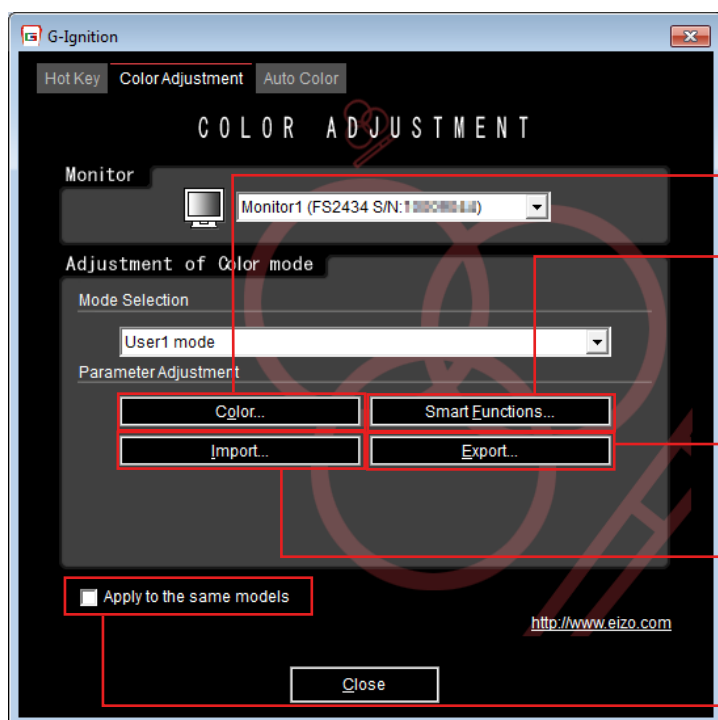 G-Ignition
Hot Key Color Adjustment Auto Color
COLOR ADJUSTMENT
Monitor
Monitor1 (FS2434 S/N:
Adjustment of Color mode
Mode Selection
User1 mode
Parameter Adjustment
Color... Smart Functions...
Import... Export...
Apply to the same models
http://www.eizo.com
Close